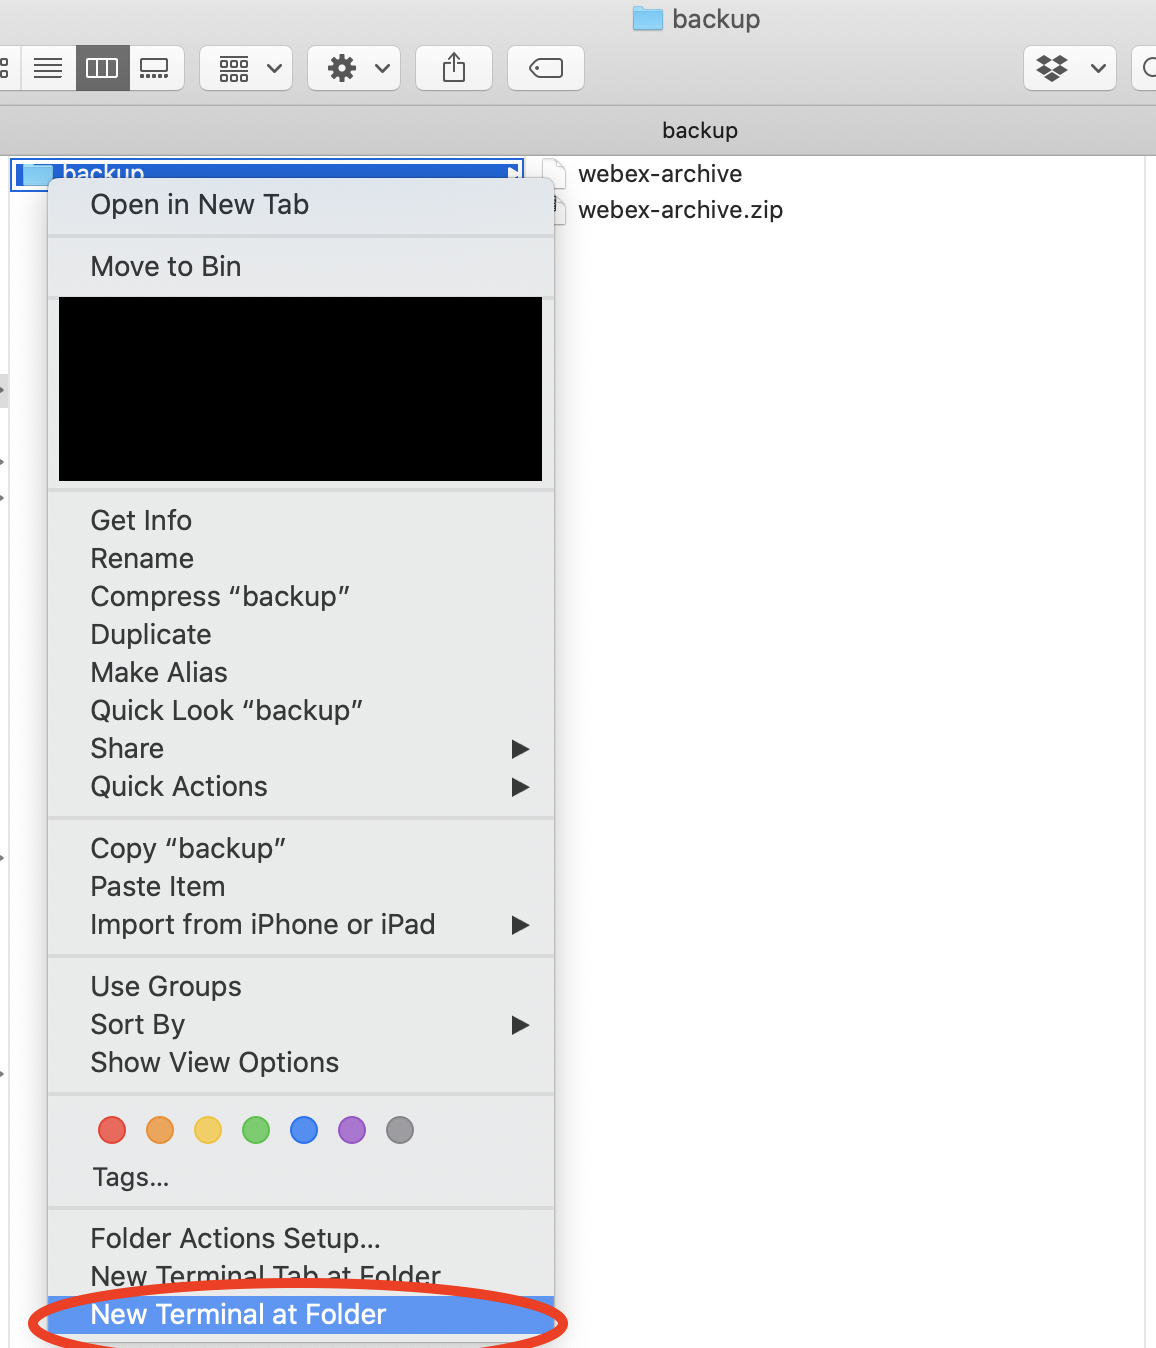 backup
backup
backup
webex-archive
webex-archive.zip
Open in New Tab
Move to Bin
Get Info
Rename
Compress “backup”
Duplicate
Make Alias
Quick Look “backup”
Share
Quick Actions
Copy “backup”
Paste Item
Import from iPhone or iPad
Use Groups
Sort By
Show View Options
Tags...
Folder Actions Setup...
New Terminal Tab at Folder
New Terminal at Folder